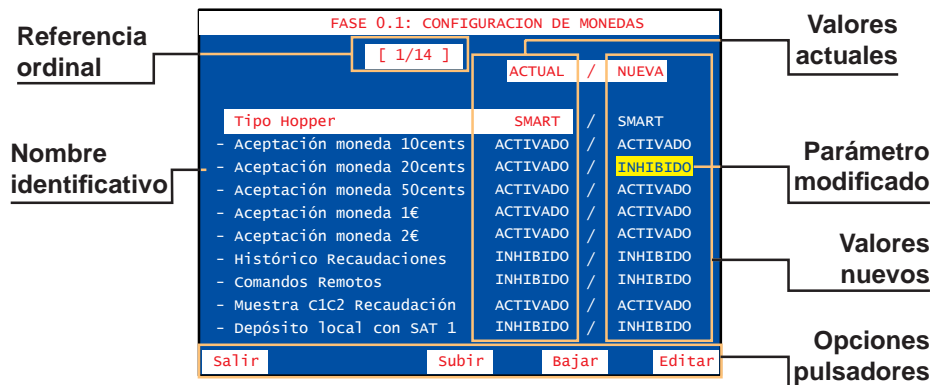 FASE 0.1: CONFIGURACION DE MONEDAS
Referencia
ordinal
[ 1/14 ]
Valores
actuales
ACTUAL / NUEVA
Tipo Hopper SMART / SMART
- Aceptación moneda 10cents ACTIVADO / ACTIVADO
- Aceptación moneda 20cents ACTIVADO / INHIBIDO
- Aceptación moneda 50cents ACTIVADO / ACTIVADO
- Aceptación moneda 1€ ACTIVADO / ACTIVADO
- Aceptación moneda 2€ ACTIVADO / ACTIVADO
- Histórico Recaudaciones INHIBIDO / INHIBIDO
- Comandos Remotos INHIBIDO / INHIBIDO
- Muestra C1C2 Recaudación ACTIVADO / ACTIVADO
- Depósito local con SAT 1 INHIBIDO / INHIBIDO
Nombre
identificativo
Parámetro
modificado
Valores
nuevos
Salir Subir Bajar Editar
Opciones
pulsadores